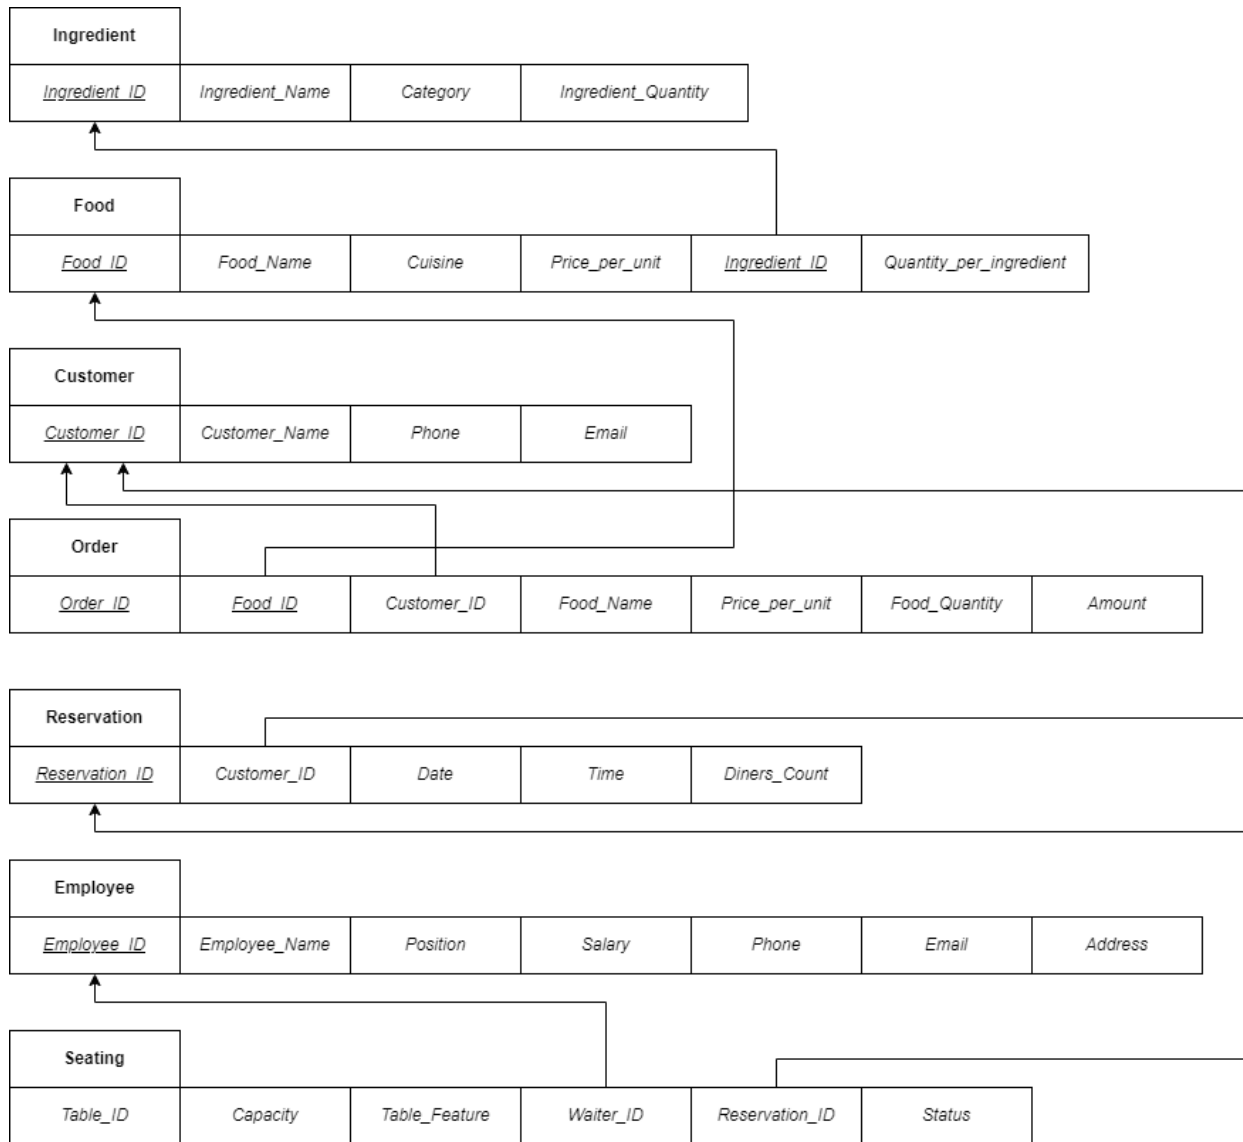 Ingredient
Ingredient_ID Ingredient_Name Category Ingredient_Quantity
Food
Food_ID Food_Name Cuisine Price_per_unit Ingredient_ID Quantity_per_ingredient
Customer
Customer_ID Customer_Name Phone Email
Order
Order_ID Food_ID Customer_ID Food_Name Price_per_unit Food_Quantity Amount
Reservation
Reservation_ID Customer_ID Date Time Diners_Count
Employee
Employee_ID Employee_Name Position Salary Phone Email Address
Seating
Table_ID Capacity Table_Feature Waiter_ID Reservation_ID Status